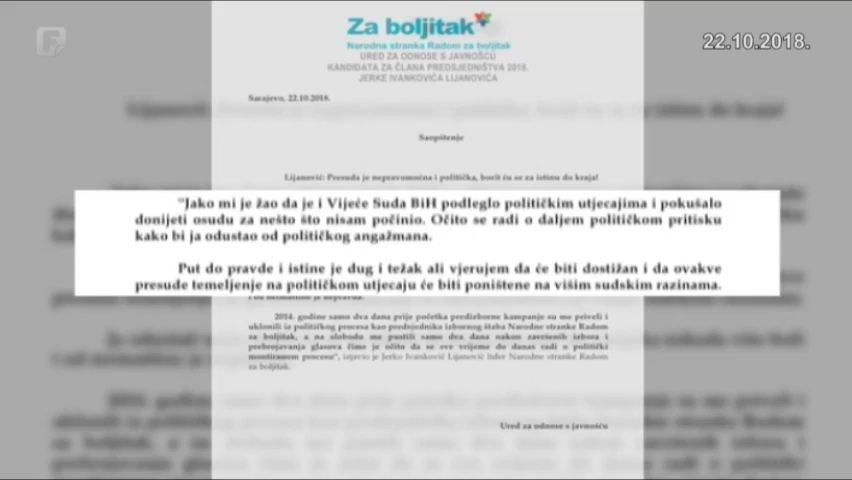 Za boljitak
Narodna stranka Radom za boljitak
URED ZA ODNOSE S JAVNOŠĆU
KANDIDATA ZA ČLANA PREDSJEDNIŠTVA 2018.
JERKE IVANKOVIĆA LIJANOVIĆA
22.10.2018.
Sarajevo, 22.10.2018.
Saopštenje
Lijanović: Presuda je nepravomoćna i politička, borit ću se za istinu do kraja!
"Jako mi je žao da je i Vijeće Suda BiH podleglo političkim utjecajima i pokušalo
donijeti osudu za nešto što nisam počinio. Očito se radi o daljem političkom pritisku
kako bi ja odustao od političkog angažmana.
Put do pravde i istine je dug i težak ali vjerujem da će biti dostižan i da ovakve
presude temeljenje na političkom utjecaju će biti poništene na višim sudskim razinama.
2014. godine samo dva dana prije početka predizborne kampanje su me priveli i
uklonili iz političkog procesa kao predsjednika izbornog štaba Narodne stranke Radom
za boljitak, a na slobodu me pustili samo dva dana nakon završenih izbora i
prebrojavanja glasova čime je očito da se sve vrijeme do danas radi o politički
montiranom procesu", izjavio je Jerko Ivanković Lijanović lider Narodne stranke Radom
za boljitak.
Ured za odnose s javnošću